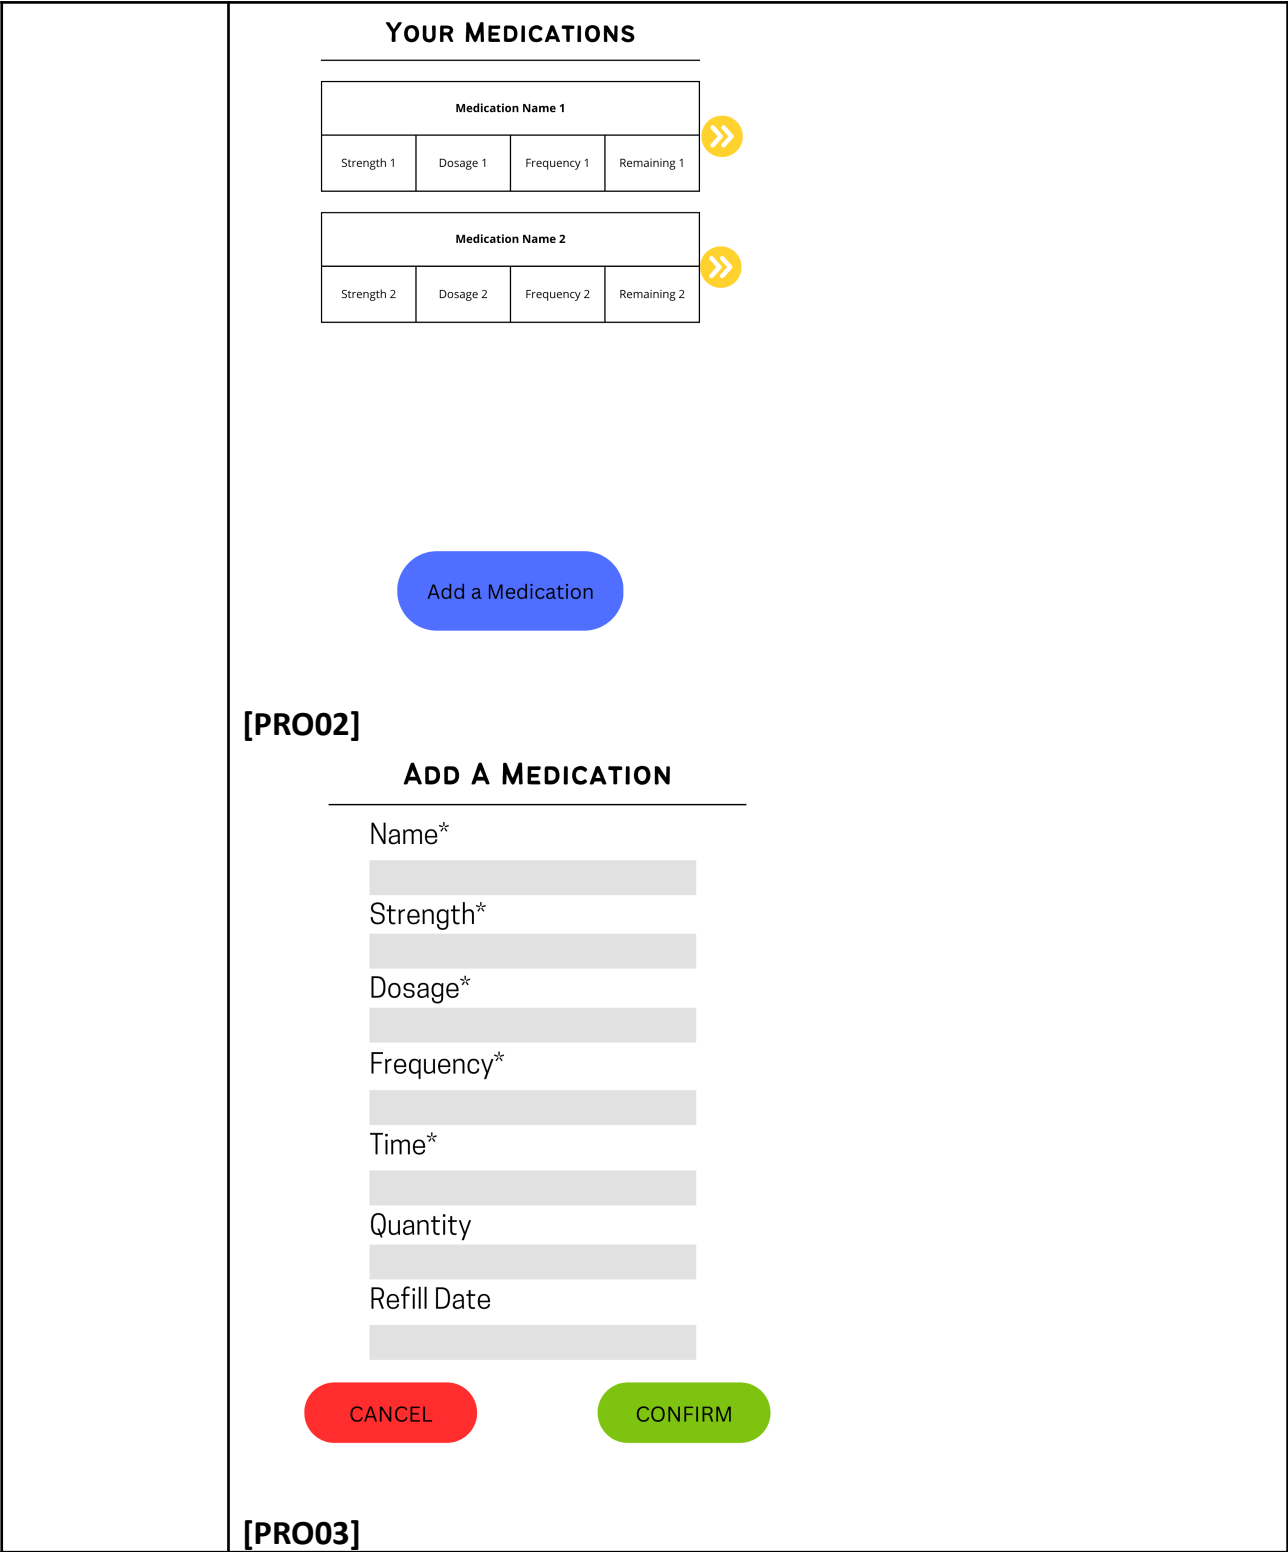 YOUR MEDICATIONS
Medication Name 1
Strength 1 Dosage 1 Frequency 1 Remaining 1
Medication Name 2
Strength 2 Dosage 2 Frequency 2 Remaining 2
Add a Medication
[PRO02]
ADD A MEDICATION
Name*
Strength*
Dosage*
Frequency*
Time*
Quantity
Refill Date
CANCEL CONFIRM
[PRO03]